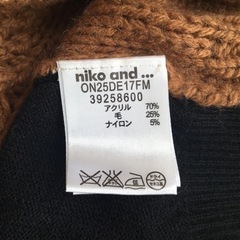 niko and ...
ON25DE17FM
39258600
アクリル 70%
毛 25%
ナイロン 5%